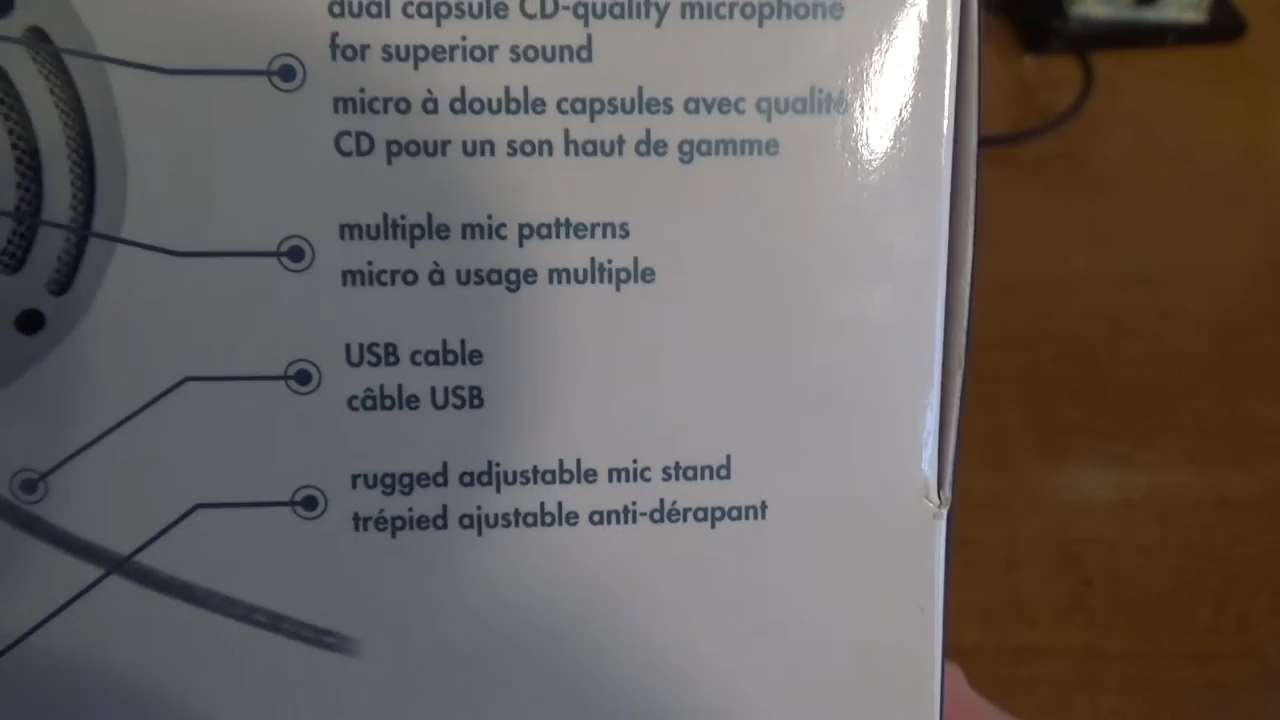 dual capsule CD-quality microphone
for superior sound
micro à double capsules avec qualité
CD pour un son haut de gamme
multiple mic patterns
micro à usage multiple
USB cable
câble USB
rugged adjustable mic stand
trépied ajustable anti-dérapant